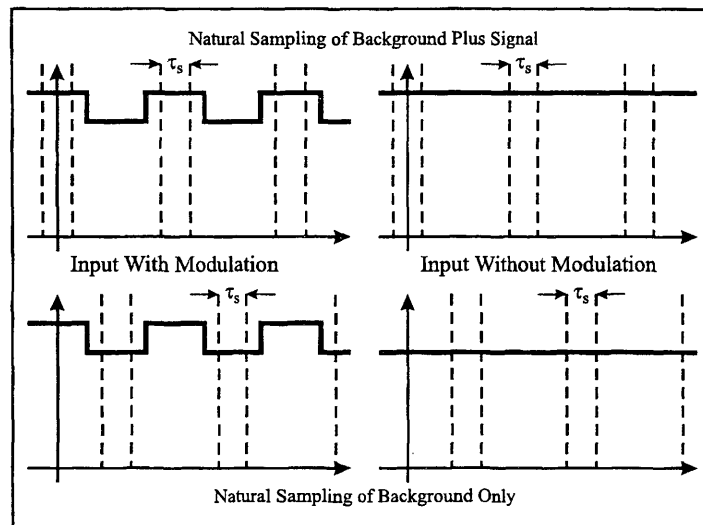 Natural Sampling of Background Plus Signal
τs
τs
Input With Modulation
Input Without Modulation
τs
τs
Natural Sampling of Background Only